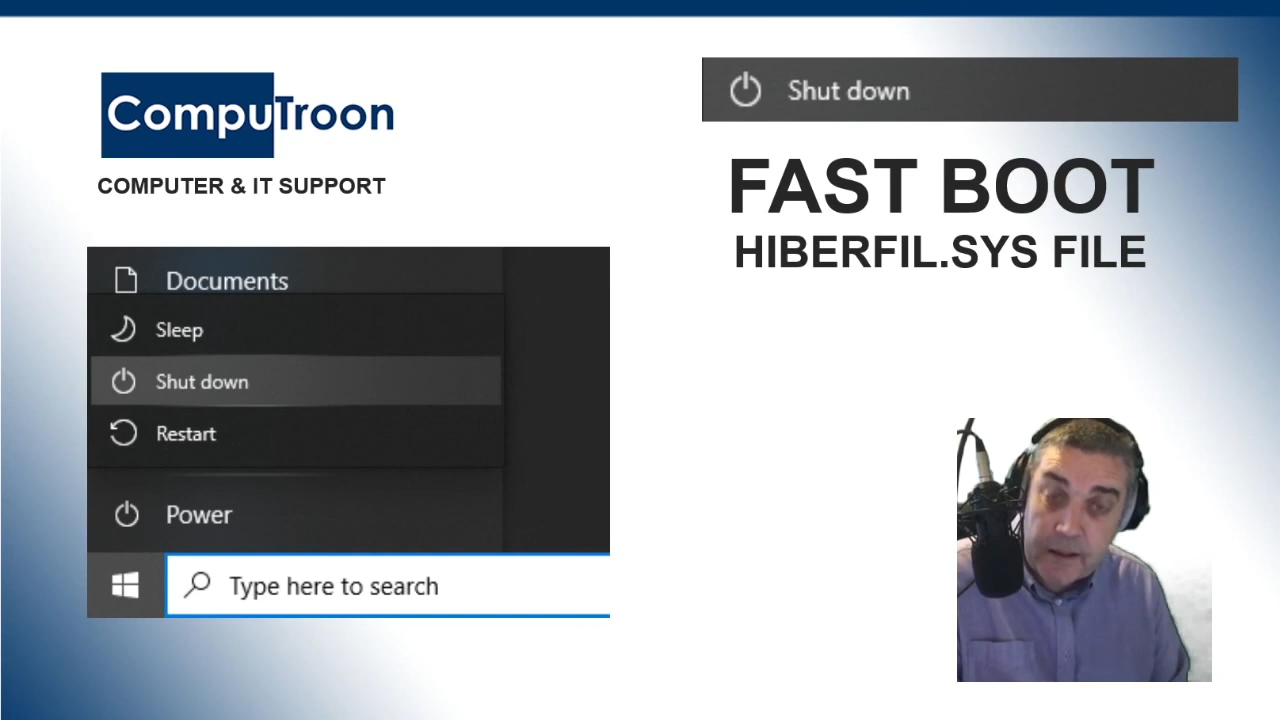 CompuTroon
COMPUTER & IT SUPPORT
Documents
Sleep
Shut down
Restart
Power
Type here to search
Shut down
FAST BOOT
HIBERFIL.SYS FILE